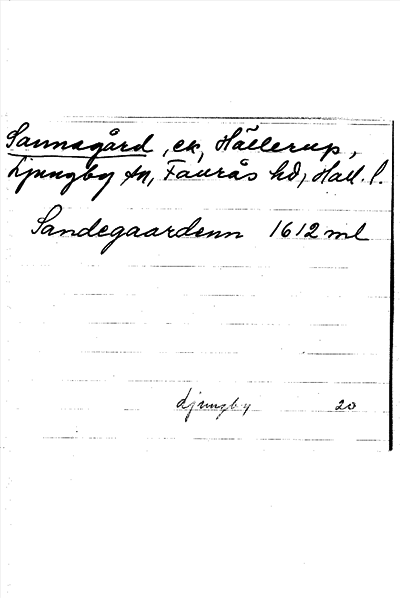 Sannagård, ek, Hällerup,
Ljungby sn, Faurås hd, Hall. l.
Sandegaardenn 1612 ml
Ljungby 20